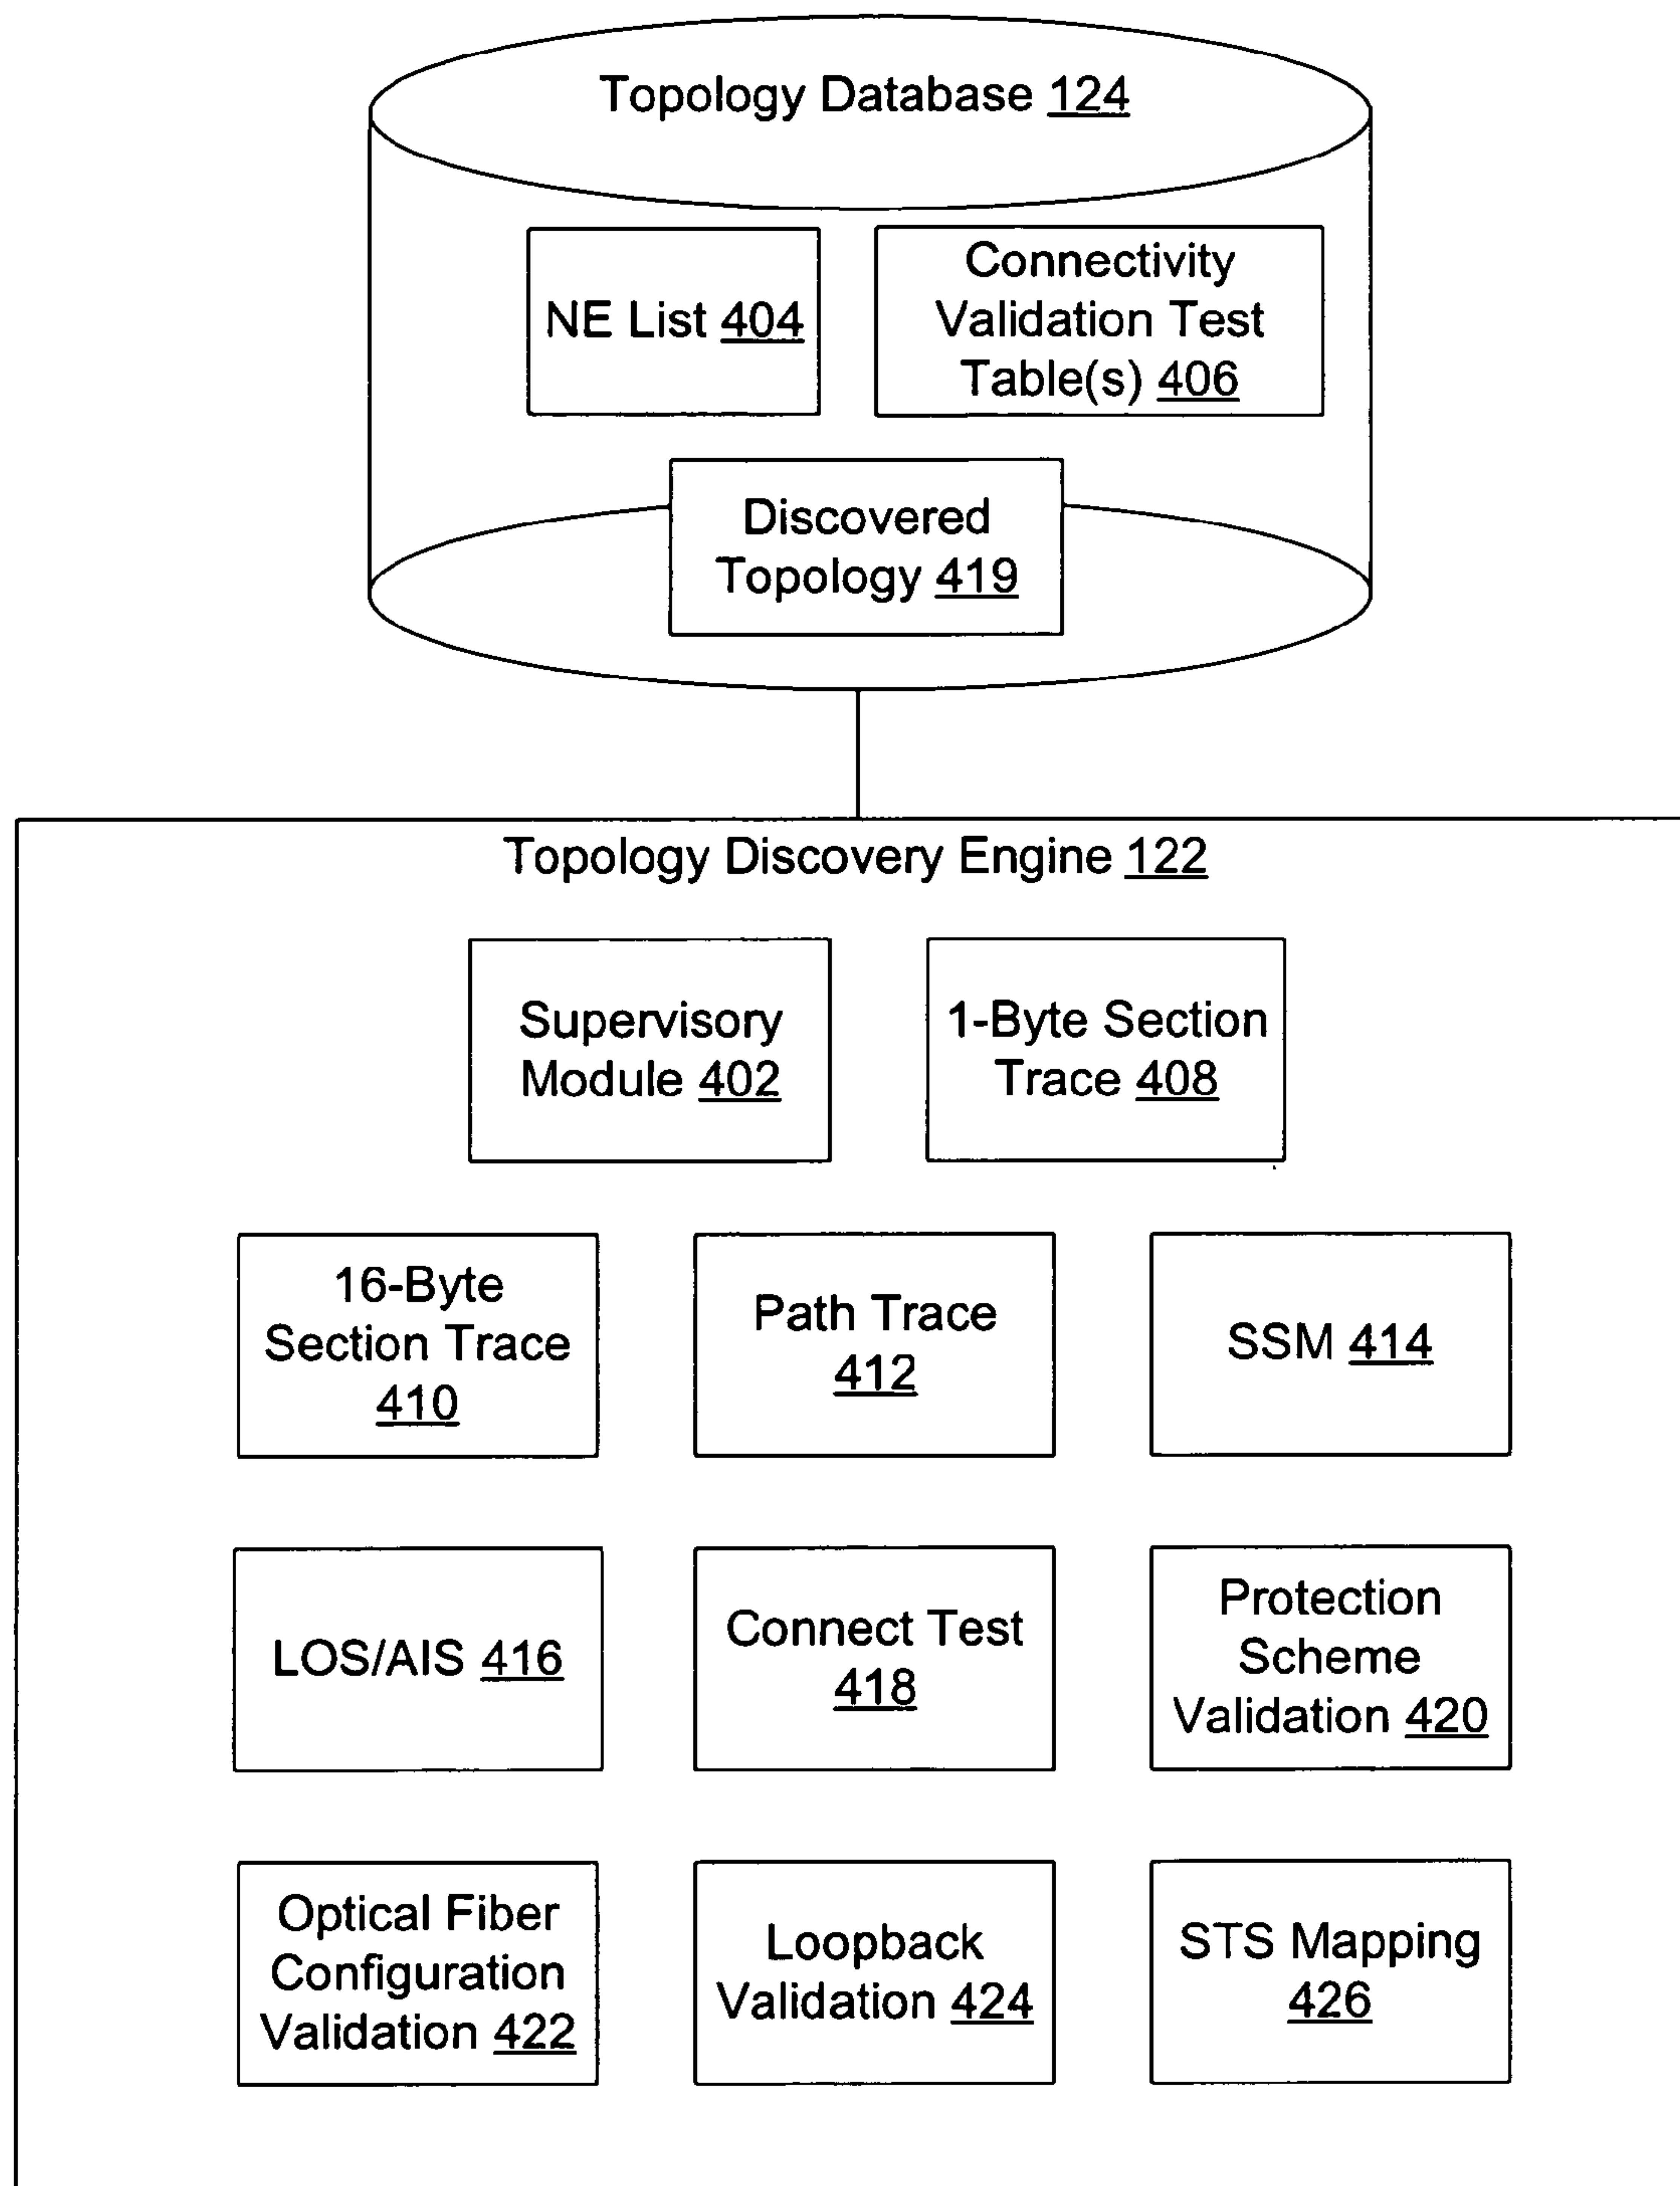 Topology Database 124
NE List 404
Connectivity
Validation Test
Table(s) 406
Discovered
Topology 419
Topology Discovery Engine 122
Supervisory
Module 402
1-Byte Section
Trace 408
16-Byte
Section Trace
410
Path Trace
412
SSM 414
LOS/AIS 416
Connect Test
418
Protection
Scheme
Validation 420
Optical Fiber
Configuration
Validation 422
Loopback
Validation 424
STS Mapping
426